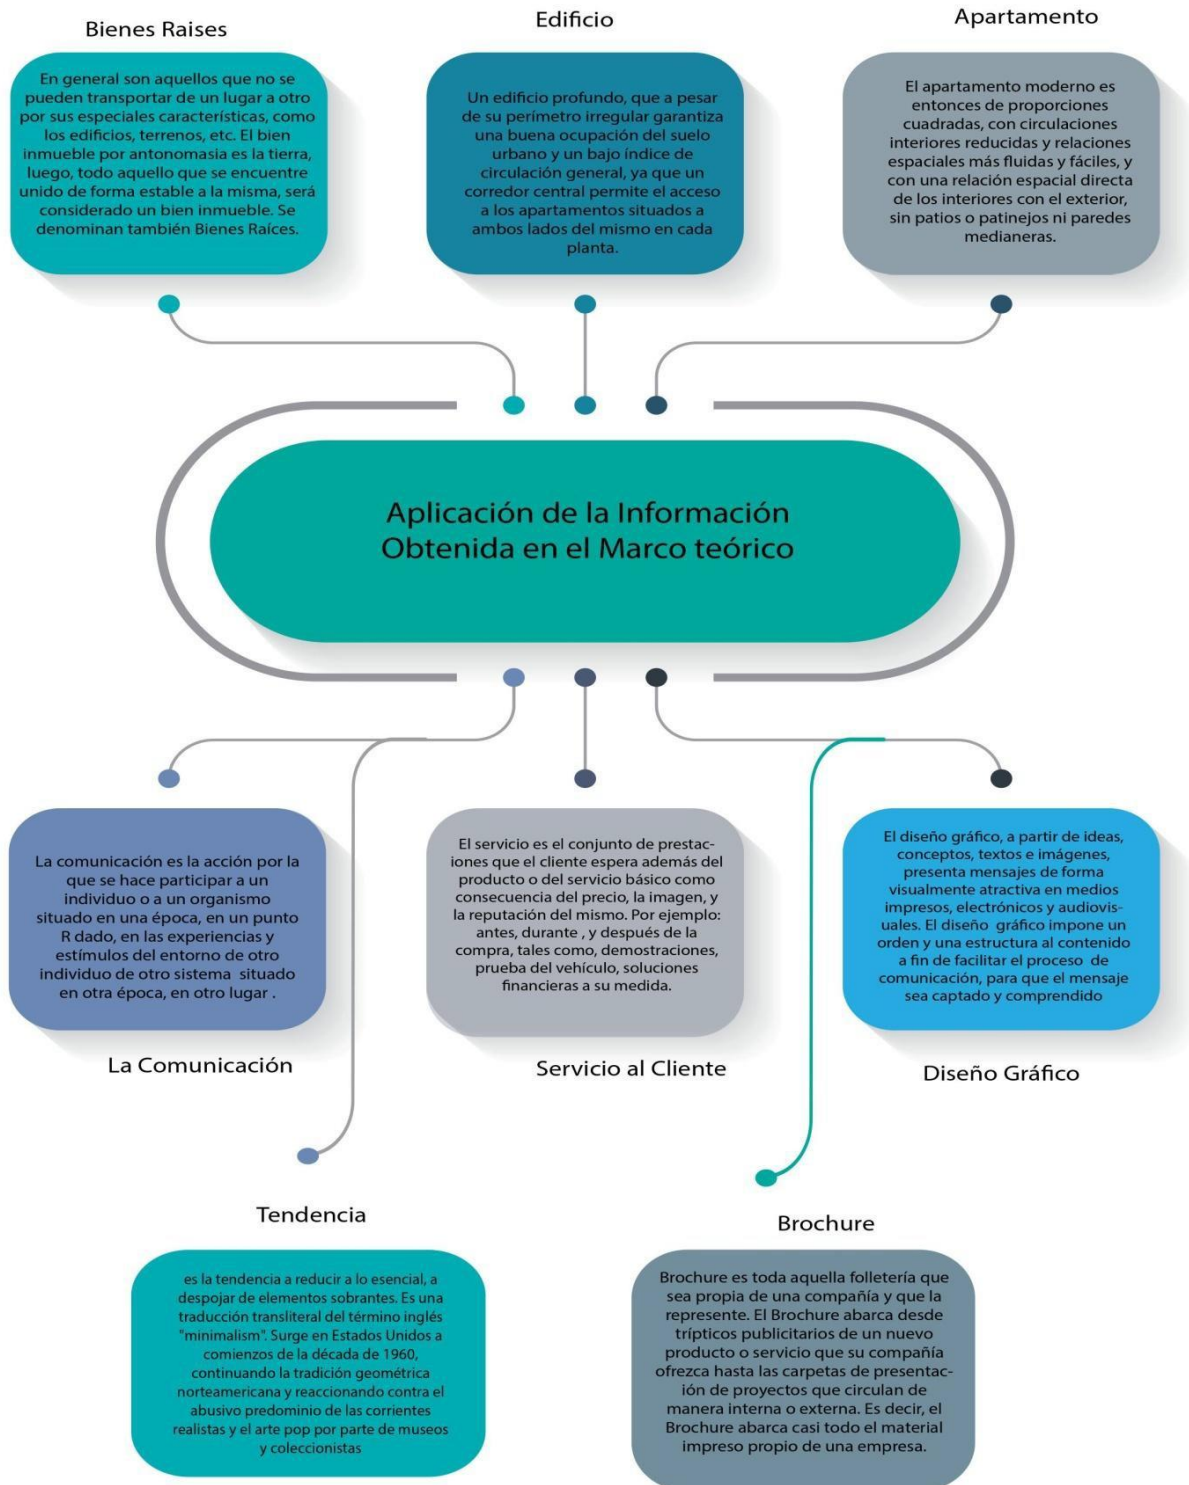 Bienes Raises
En general son aquellos que no se
pueden transportar de un lugar a otro
por sus especiales características, como
los edificios, terrenos, etc. El bien
inmueble por antonomasia es la tierra,
luego, todo aquello que se encuentre
unido de forma estable a la misma, será
considerado un bien inmueble. Se
denominan también Bienes Raíces.
Edificio
Un edificio profundo, que a pesar
de su perímetro irregular garantiza
una buena ocupación del suelo
urbano y un bajo índice de
circulación general, ya que un
corredor central permite el acceso
a los apartamentos situados a
ambos lados del mismo en cada
planta.
Apartamento
El apartamento moderno es
entonces de proporciones
cuadradas, con circulaciones
interiores reducidas y relaciones
espaciales más fluidas y fáciles, y
con una relación espacial directa
de los interiores con el exterior,
sin patios o patinejos ni paredes
medianeras.
Aplicación de la Información
Obtenida en el Marco teórico
La comunicación es la acción por la
que se hace participar a un
individuo o a un organismo
situado en una época, en un punto
R dado, en las experiencias y
estímulos del entorno de otro
individuo de otro sistema situado
en otra época, en otro lugar .
La Comunicación
El servicio es el conjunto de prestac-
iones que el cliente espera además del
producto o del servicio básico como
consecuencia del precio, la imagen, y
la reputación del mismo. Por ejemplo:
antes, durante , y después de la
compra, tales como, demostraciones,
prueba del vehículo, soluciones
financieras a su medida.
Servicio al Cliente
El diseño gráfico, a partir de ideas,
conceptos, textos e imágenes,
presenta mensajes de forma
visualmente atractiva en medios
impresos, electrónicos y audiovis-
uales. El diseño gráfico impone un
orden y una estructura al contenido
a fin de facilitar el proceso de
comunicación, para que el mensaje
sea captado y comprendido
Diseño Gráfico
Tendencia
es la tendencia a reducir a lo esencial, a
despojar de elementos sobrantes. Es una
traducción transliteral del término inglés
"minimalism". Surge en Estados Unidos a
comienzos de la década de 1960,
continuando la tradición geométrica
norteamericana y reaccionando contra el
abusivo predominio de las corrientes
realistas y el arte pop por parte de museos
y coleccionistas
Brochure
Brochure es toda aquella folletería que
sea propia de una compañía y que la
represente. El Brochure abarca desde
trípticos publicitarios de un nuevo
producto o servicio que su compañía
ofrezca hasta las carpetas de presentac-
ión de proyectos que circulan de
manera interna o externa. Es decir, el
Brochure abarca casi todo el material
impreso propio de una empresa.